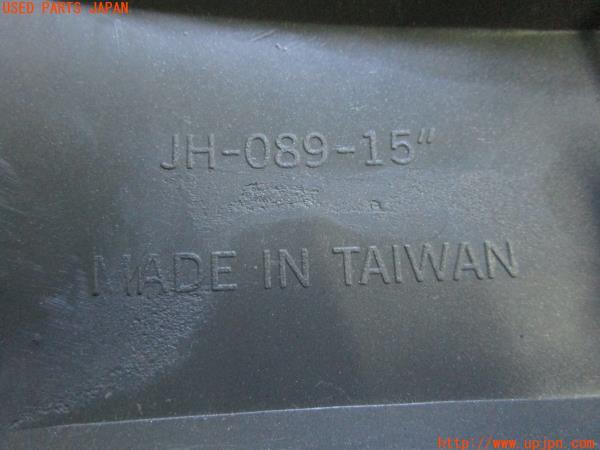 USED PARTS JAPAN
JH-089-15"
MADE IN TAIWAN
http://www.upjpn.com